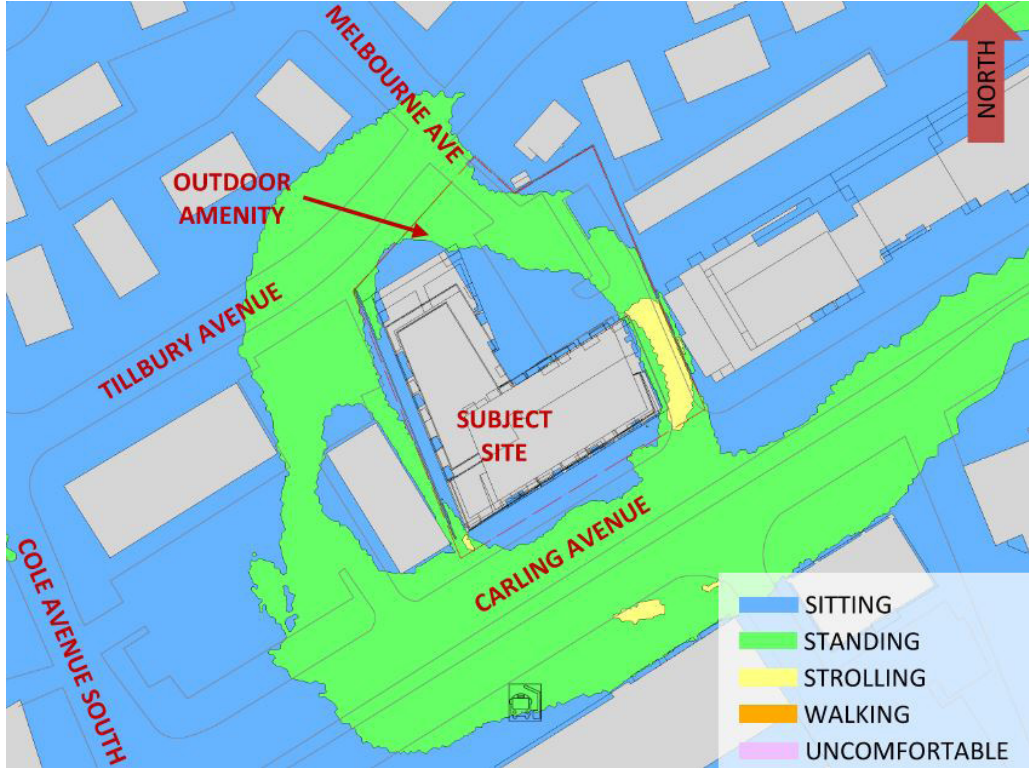 MELBOURNE AVE
NORTH
OUTDOOR
AMENITY
TILLBURY AVENUE
SUBJECT
SITE
CARLING AVENUE
COLE AVENUE SOUTH
SITTING
STANDING
STROLLING
WALKING
UNCOMFORTABLE